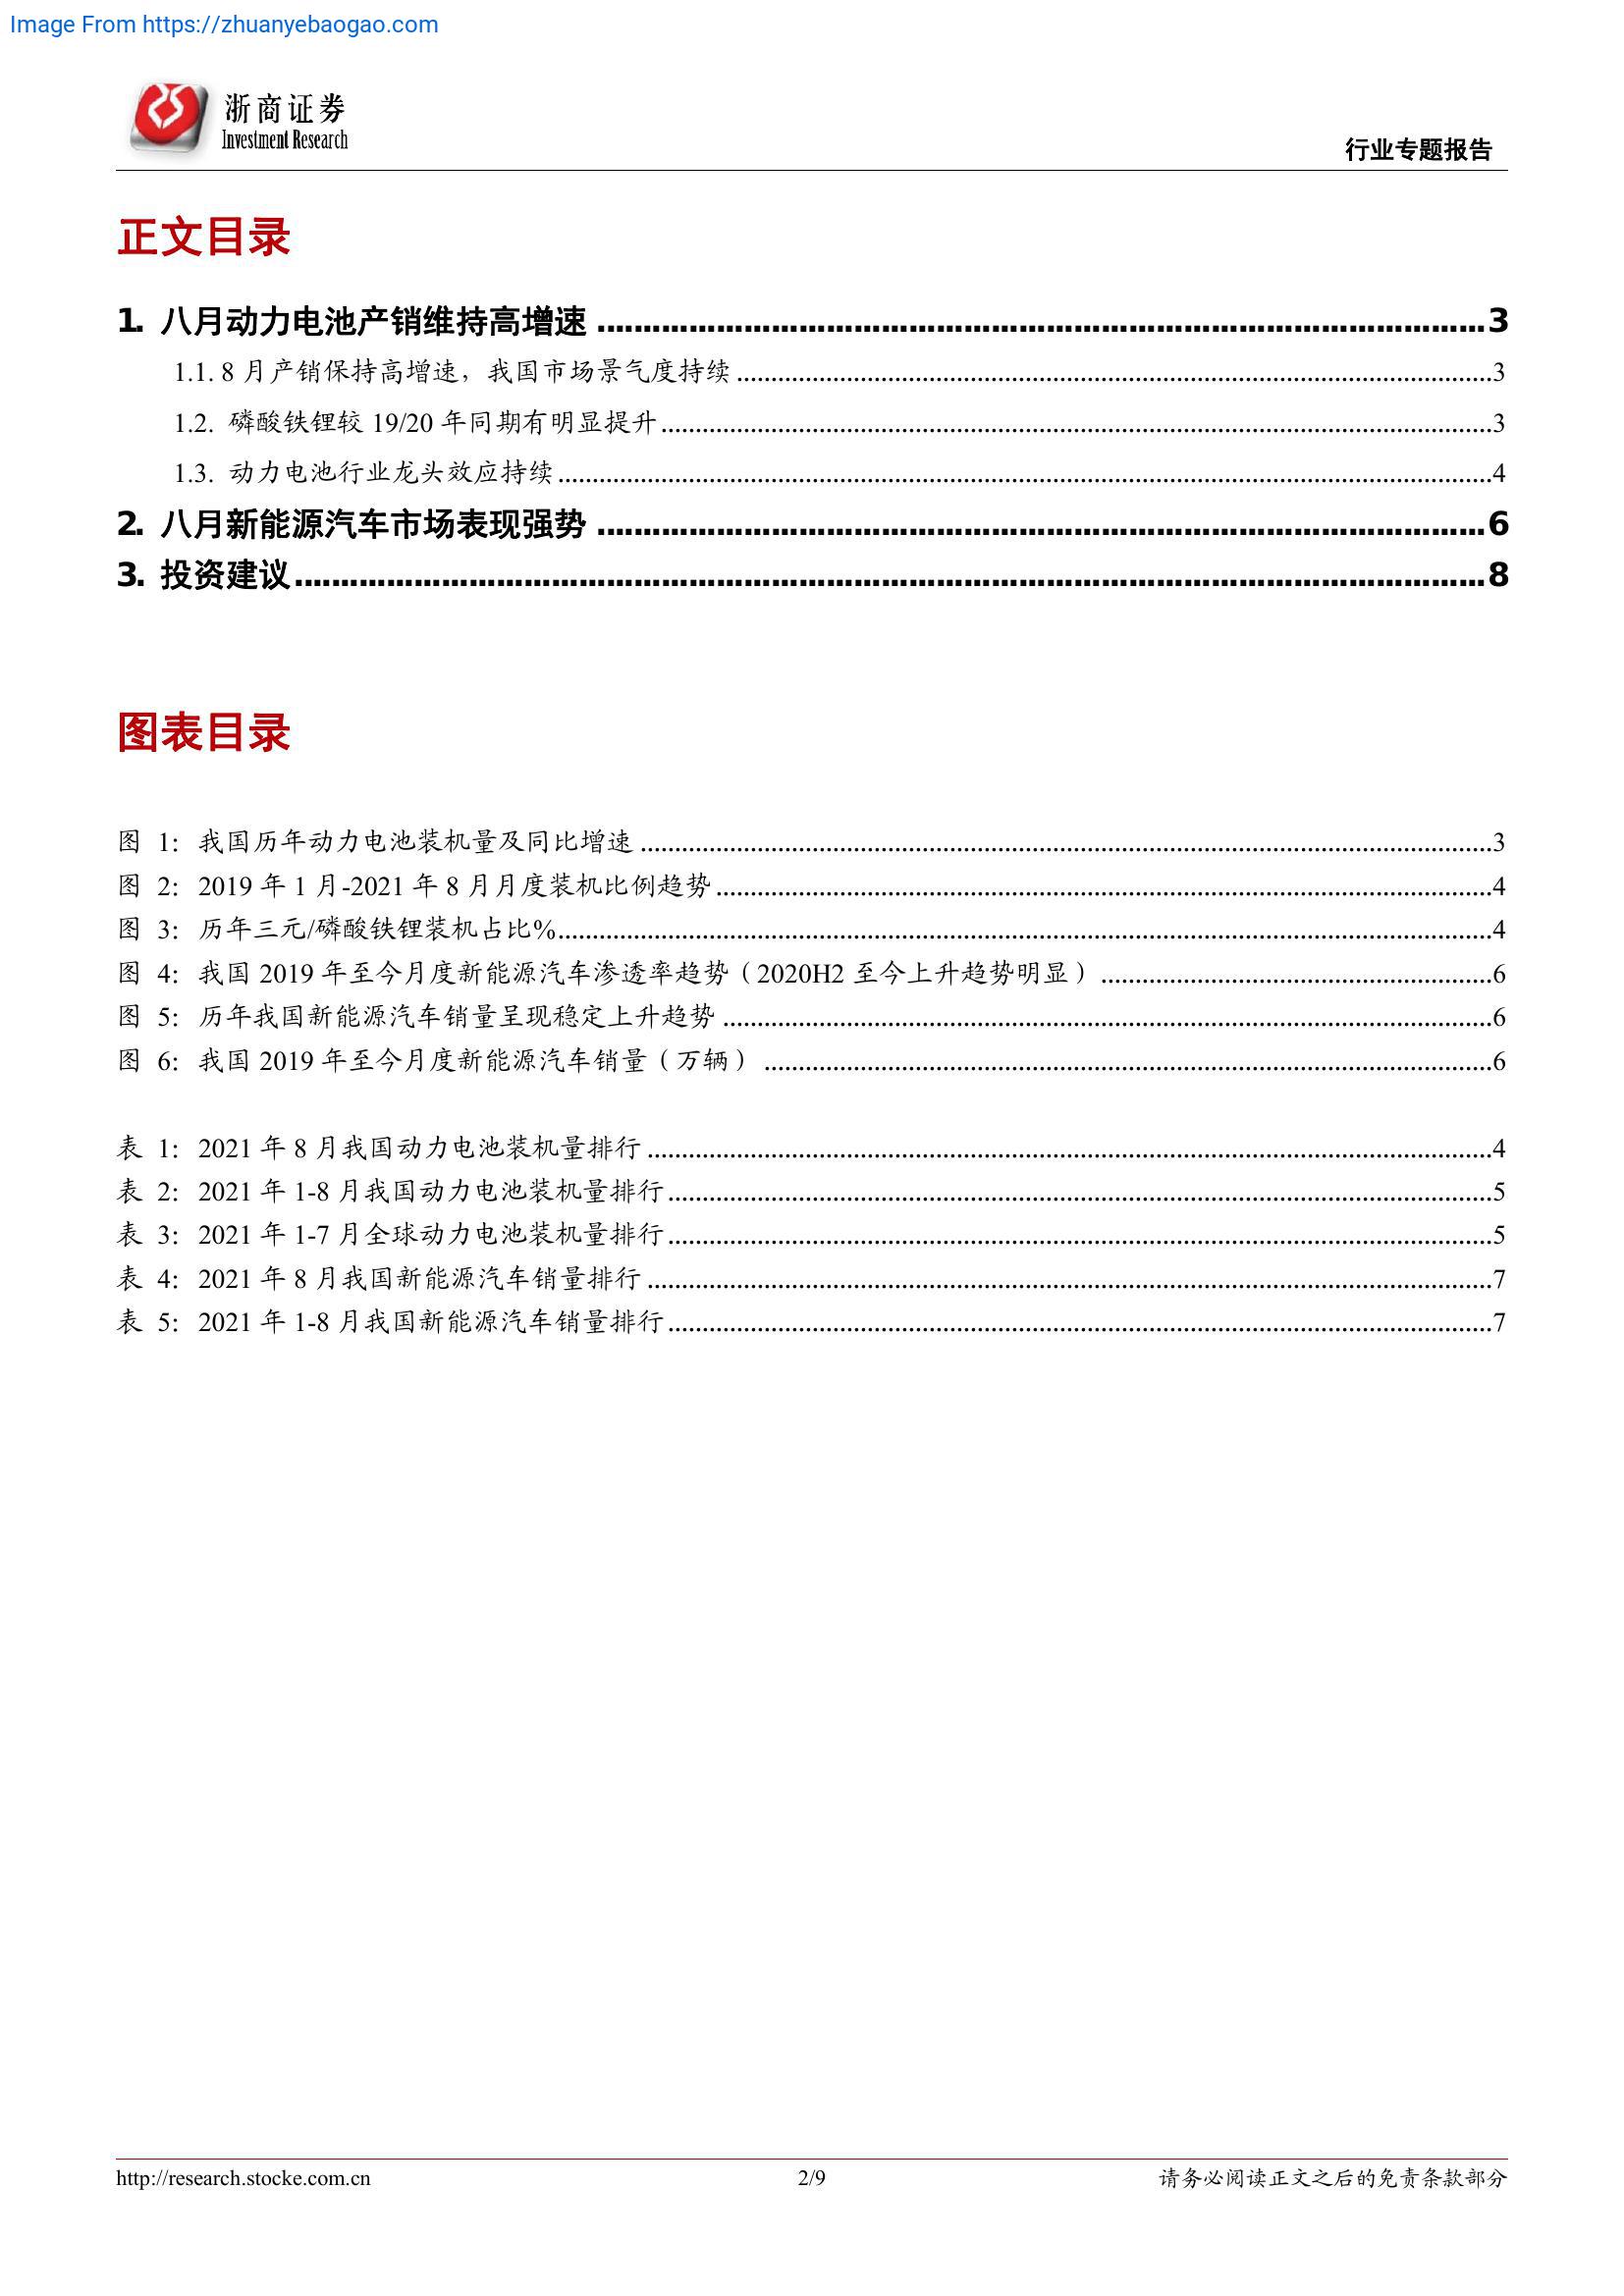 Image From https://zhuanyebaogao.com
浙商证券
Investment Research
行业专题报告
正文目录
1. 八月动力电池产销维持高增速 3
1.1. 8 月产销保持高增速，我国市场景气度持续 3
1.2. 磷酸铁锂较 19/20 年同期有明显提升 3
1.3. 动力电池行业龙头效应持续 4
2. 八月新能源汽车市场表现强势 6
3. 投资建议 8
图表目录
图 1：我国历年动力电池装机量及同比增速 3
图 2：2019 年 1 月-2021 年 8 月月度装机比例趋势 4
图 3：历年三元/磷酸铁锂装机占比% 4
图 4：我国 2019 年至今月度新能源汽车渗透率趋势（2020H2 至今上升趋势明显） 6
图 5：历年我国新能源汽车销量呈现稳定上升趋势 6
图 6：我国 2019 年至今月度新能源汽车销量（万辆） 6
表 1：2021 年 8 月我国动力电池装机量排行 4
表 2：2021 年 1-8 月我国动力电池装机量排行 5
表 3：2021 年 1-7 月全球动力电池装机量排行 5
表 4：2021 年 8 月我国新能源汽车销量排行 7
表 5：2021 年 1-8 月我国新能源汽车销量排行 7
http://research.stocke.com.cn 2/9 请务必阅读正文之后的免责条款部分